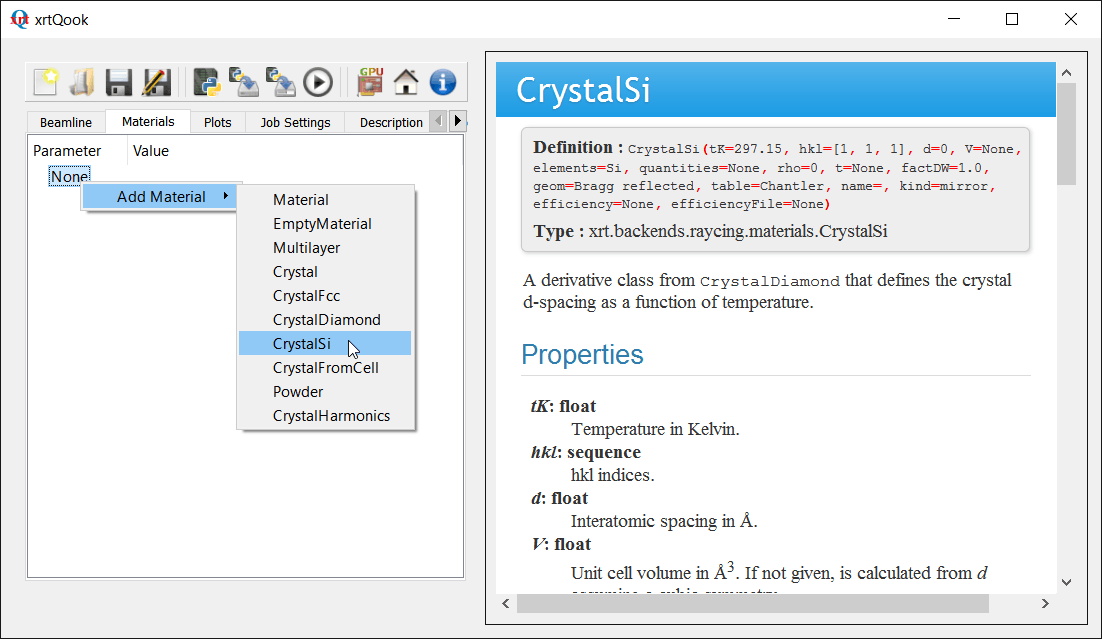 xrt xrtQook
GPU
Beamline Materials Plots Job Settings Description
Parameter Value
None
Add Material
Material
EmptyMaterial
Multilayer
Crystal
CrystalFcc
CrystalDiamond
CrystalSi
CrystalFromCell
Powder
CrystalHarmonics
CrystalSi
Definition : CrystalSi(tK=297.15, hkl=[1, 1, 1], d=0, V=None,
elements=Si, quantities=None, rho=0, t=None, factDW=1.0,
geom=Bragg reflected, table=Chantler, name=, kind=mirror,
efficiency=None, efficiencyFile=None)
Type : xrt.backends.raycing.materials.CrystalSi
A derivative class from CrystalDiamond that defines the crystal
d-spacing as a function of temperature.
Properties
tK: float
Temperature in Kelvin.
hkl: sequence
hkl indices.
d: float
Interatomic spacing in Å.
V: float
Unit cell volume in Å³. If not given, is calculated from d